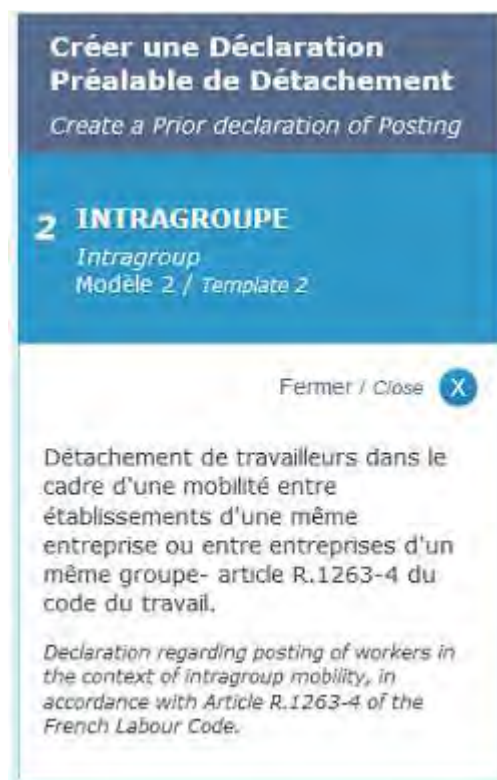 Créer une Déclaration
Préalable de Détachement
Create a Prior declaration of Posting
2 INTRAGROUPE
Intragroup
Modèle 2 / Template 2
Fermer / Close X
Détachement de travailleurs dans le
cadre d'une mobilité entre
établissements d'une même
entreprise ou entre entreprises d'un
même groupe- article R.1263-4 du
code du travail.
Declaration regarding posting of workers in
the context of intragroup mobility, in
accordance with Article R.1263-4 of the
French Labour Code.